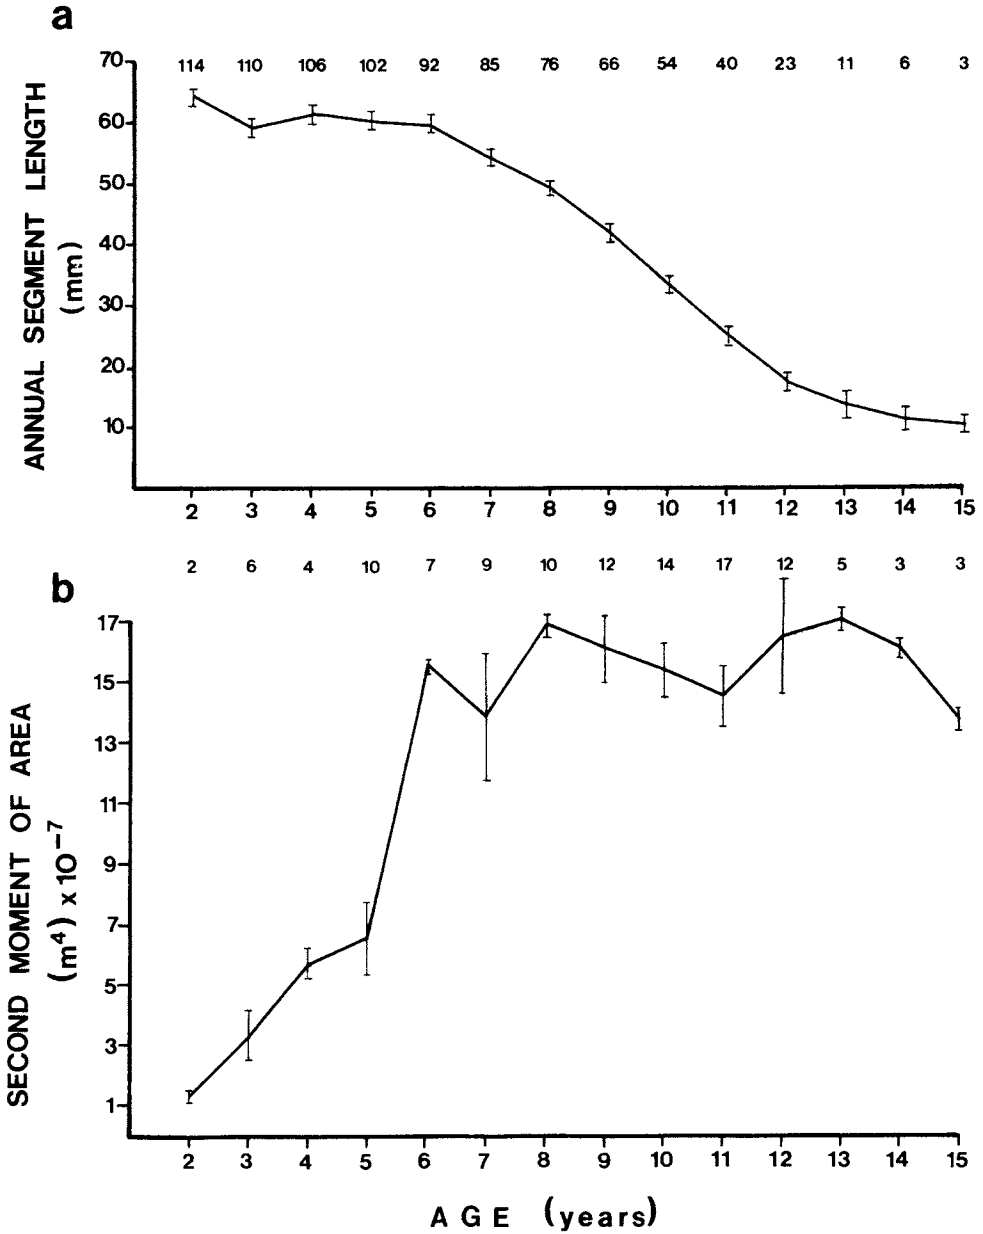 a
ANNUAL SEGMENT LENGTH
(mm)
114 110 106 102 92 85 76 66 54 40 23 11 6 3
70
60
50
40
30
20
10
2 3 4 5 6 7 8 9 10 11 12 13 14 15
b
SECOND MOMENT OF AREA
(m⁴) x 10⁻⁷
2 6 4 10 7 9 10 12 14 17 12 5 3 3
17
15
13
11
9
7
5
3
1
2 3 4 5 6 7 8 9 10 11 12 13 14 15
AGE (years)